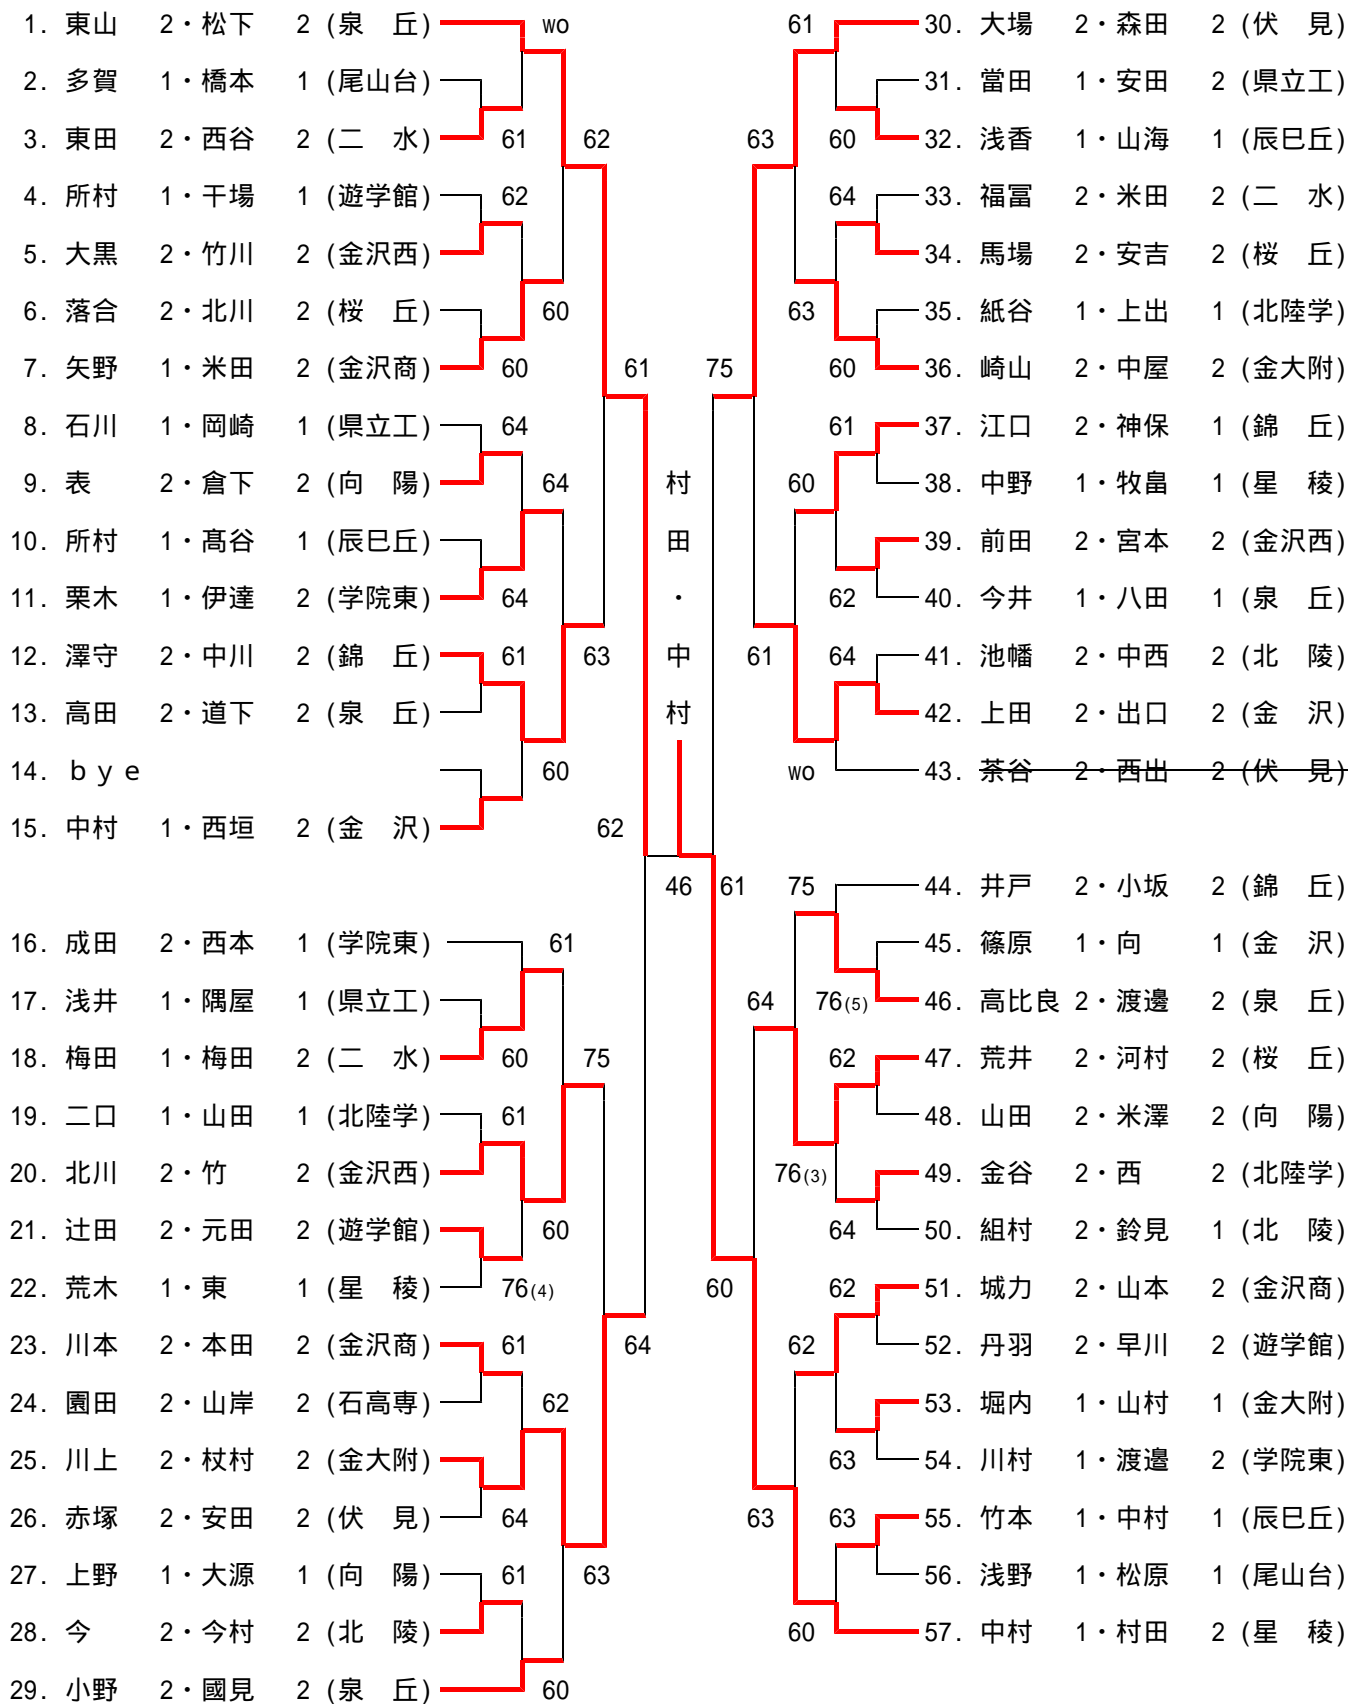 1. 東山 2・松下 2 (泉 丘)
2. 多賀 1・橋本 1 (尾山台)
3. 東田 2・西谷 2 (二 水)
4. 所村 1・干場 1 (遊学館)
5. 大黒 2・竹川 2 (金沢西)
6. 落合 2・北川 2 (桜 丘)
7. 矢野 1・米田 2 (金沢商)
8. 石川 1・岡崎 1 (県立工)
9. 表 2・倉下 2 (向 陽)
10. 所村 1・髙谷 1 (辰巳丘)
11. 栗木 1・伊達 2 (学院東)
12. 澤守 2・中川 2 (錦 丘)
13. 高田 2・道下 2 (泉 丘)
14. bye
15. 中村 1・西垣 2 (金 沢)
16. 成田 2・西本 1 (学院東)
17. 浅井 1・隅屋 1 (県立工)
18. 梅田 1・梅田 2 (二 水)
19. 二口 1・山田 1 (北陸学)
20. 北川 2・竹 2 (金沢西)
21. 辻田 2・元田 2 (遊学館)
22. 荒木 1・東 1 (星 稜)
23. 川本 2・本田 2 (金沢商)
24. 園田 2・山岸 2 (石高専)
25. 川上 2・杖村 2 (金大附)
26. 赤塚 2・安田 2 (伏 見)
27. 上野 1・大源 1 (向 陽)
28. 今 2・今村 2 (北 陵)
29. 小野 2・國見 2 (泉 丘)
wo
61
62
62
60
60
61
64
64
64
61
63
60
62
61
60
75
61
60
76(4)
61
64
62
64
61
63
60
村田・中村
46
61
61
63
60
64
63
60
75
61
60
62
61
64
wo
75
64
76(5)
62
76(3)
64
60
62
62
63
63
63
60
30. 大場 2・森田 2 (伏 見)
31. 當田 1・安田 2 (県立工)
32. 浅香 1・山海 1 (辰巳丘)
33. 福冨 2・米田 2 (二 水)
34. 馬場 2・安吉 2 (桜 丘)
35. 紙谷 1・上出 1 (北陸学)
36. 崎山 2・中屋 2 (金大附)
37. 江口 2・神保 1 (錦 丘)
38. 中野 1・牧畠 1 (星 稜)
39. 前田 2・宮本 2 (金沢西)
40. 今井 1・八田 1 (泉 丘)
41. 池幡 2・中西 2 (北 陵)
42. 上田 2・出口 2 (金 沢)
43. 茶谷 2・西出 2 (伏 見)
44. 井戸 2・小坂 2 (錦 丘)
45. 篠原 1・向 1 (金 沢)
46. 高比良 2・渡邊 2 (泉 丘)
47. 荒井 2・河村 2 (桜 丘)
48. 山田 2・米澤 2 (向 陽)
49. 金谷 2・西 2 (北陸学)
50. 組村 2・鈴見 1 (北 陵)
51. 城力 2・山本 2 (金沢商)
52. 丹羽 2・早川 2 (遊学館)
53. 堀内 1・山村 1 (金大附)
54. 川村 1・渡邉 2 (学院東)
55. 竹本 1・中村 1 (辰巳丘)
56. 浅野 1・松原 1 (尾山台)
57. 中村 1・村田 2 (星 稜)